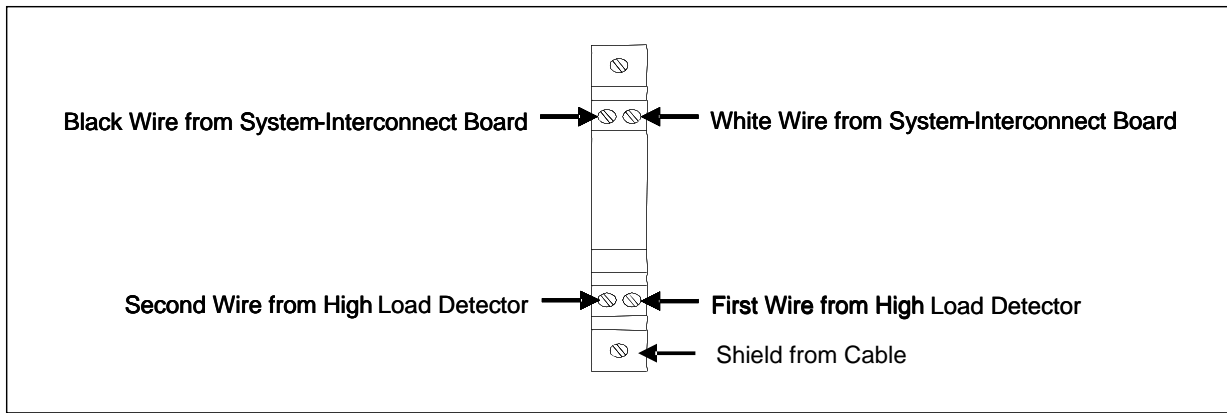 Black Wire from System-Interconnect Board
White Wire from System-Interconnect Board
Second Wire from High Load Detector
First Wire from High Load Detector
Shield from Cable